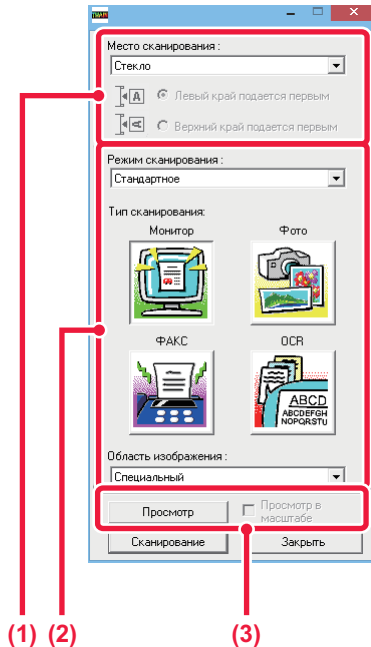 TWAIN
Место сканирования :
Стекло
A
Левый край подается первым
A
Верхний край подается первым
Режим сканирования :
Стандартное
Тип сканирования:
Монитор
Фото
ФАКС
OCR
ABCD
ABCDEFGH
NOPQRSTU
Область изображения :
Специальный
Просмотр
Просмотр в
масштабе
Сканирование
Закрыть
(1) (2) (3)